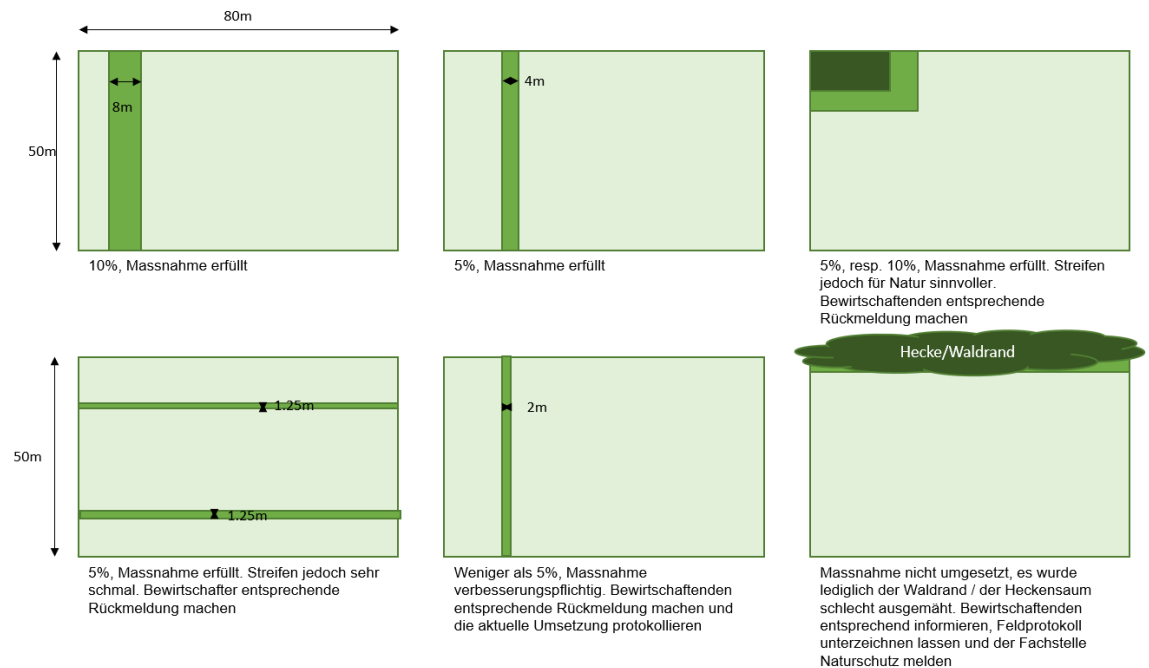 80m
8m
50m
10%, Massnahme erfüllt
4m
5%, Massnahme erfüllt
5%, resp. 10%, Massnahme erfüllt. Streifen
jedoch für Natur sinnvoller.
Bewirtschaftenden entsprechende
Rückmeldung machen
50m
1.25m
1.25m
5%, Massnahme erfüllt. Streifen jedoch sehr
schmal. Bewirtschafter entsprechende
Rückmeldung machen
2m
Weniger als 5%, Massnahme
verbesserungspflichtig. Bewirtschaftenden
entsprechende Rückmeldung machen und
die aktuelle Umsetzung protokollieren
Hecke/Waldrand
Massnahme nicht umgesetzt, es wurde
lediglich der Waldrand / der Heckensaum
schlecht ausgemäht. Bewirtschaftenden
entsprechend informieren, Feldprotokoll
unterzeichnen lassen und der Fachstelle
Naturschutz melden